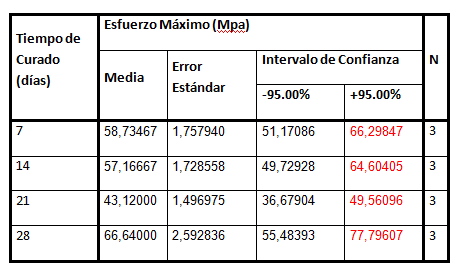 Tiempo de Curado (días) Esfuerzo Máximo (Mpa) N
Media Error Estándar Intervalo de Confianza
-95.00% +95.00%
7 58,73467 1,757940 51,17086 66,29847 3
14 57,16667 1,728558 49,72928 64,60405 3
21 43,12000 1,496975 36,67904 49,56096 3
28 66,64000 2,592836 55,48393 77,79607 3